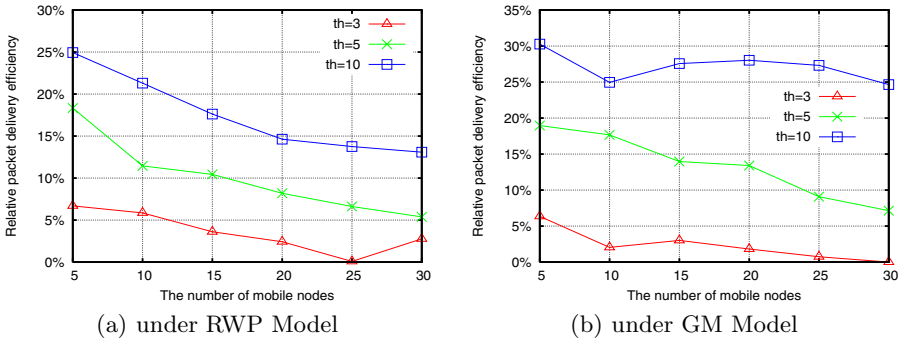 Relative packet delivery efficiency
30%
25%
20%
15%
10%
5%
0%
5 10 15 20 25 30
The number of mobile nodes
th=3
th=5
th=10
(a) under RWP Model
Relative packet delivery efficiency
35%
30%
25%
20%
15%
10%
5%
0%
5 10 15 20 25 30
The number of mobile nodes
th=3
th=5
th=10
(b) under GM Model